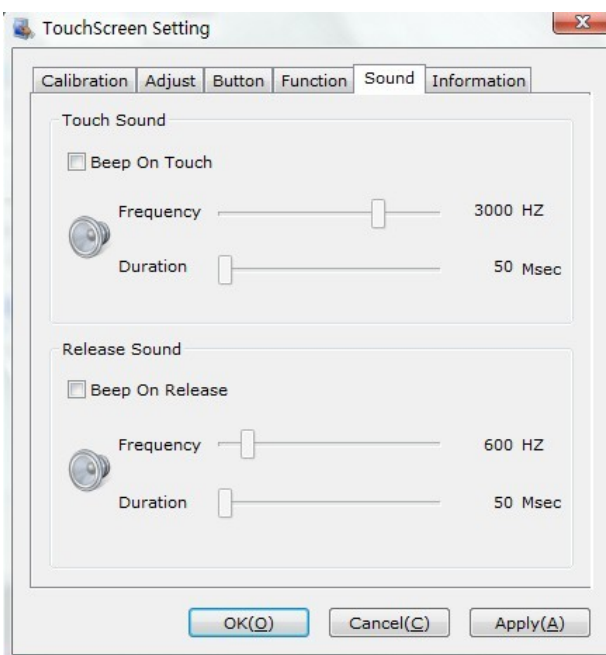 TouchScreen Setting
Calibration Adjust Button Function Sound Information
Touch Sound
Beep On Touch
Frequency 3000 HZ
Duration 50 Msec
Release Sound
Beep On Release
Frequency 600 HZ
Duration 50 Msec
OK(O) Cancel(C) Apply(A)